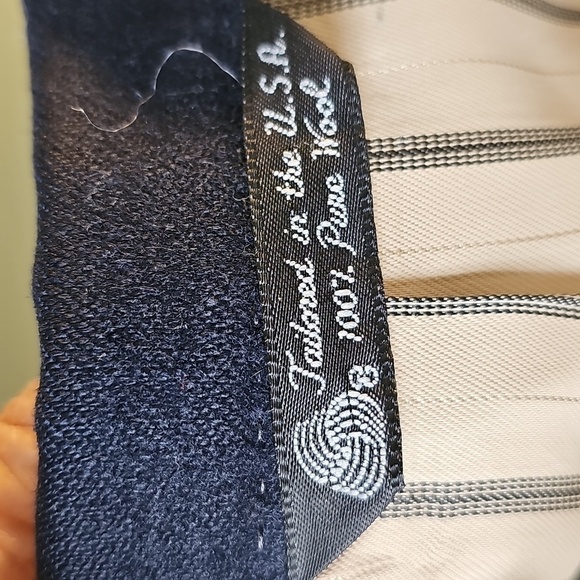 Tailored in the U.S.A.
100% Pure Wool
®